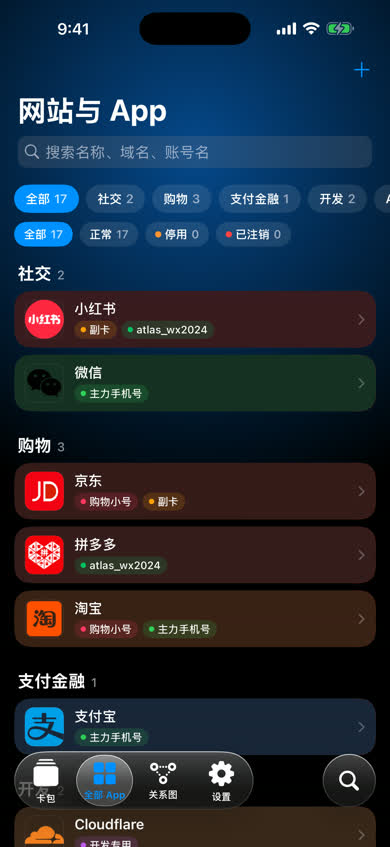 9:41
网站与 App
搜索名称、域名、账号名
全部 17 社交 2 购物 3 支付金融 1 开发 2
全部 17 正常 17 停用 0 已注销 0
社交 2
小红书
小红书
副卡 atlas_wx2024
微信
主力手机号
购物 3
JD
京东
购物小号 副卡
拼多多
atlas_wx2024
淘
淘宝
购物小号 主力手机号
支付金融 1
支
支付宝
主力手机号
开发 2
卡包 全部 App 关系图 设置
Cloudflare
开发专用